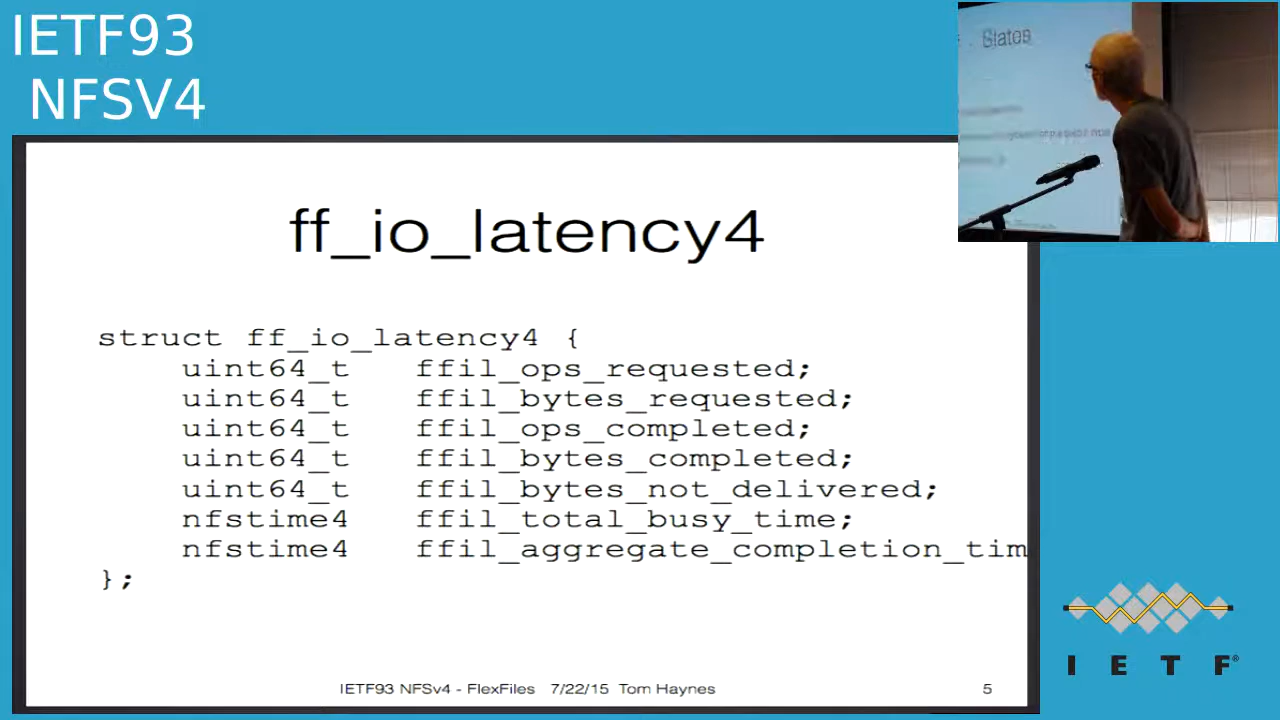 IETF93
NFSV4
States
ff_io_latency4
struct ff_io_latency4 {
uint64_t ffil_ops_requested;
uint64_t ffil_bytes_requested;
uint64_t ffil_ops_completed;
uint64_t ffil_bytes_completed;
uint64_t ffil_bytes_not_delivered;
nfstime4 ffil_total_busy_time;
nfstime4 ffil_aggregate_completion_tim
};
IETF93 NFSv4 - FlexFiles 7/22/15 Tom Haynes 5
I E T F®